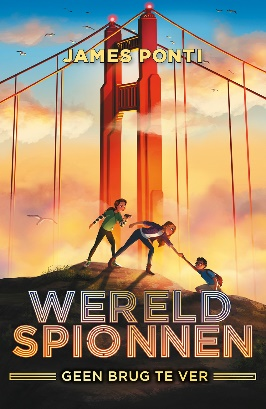 JAMES PONTI
WERELD
SPIONNEN
GEEN BRUG TE VER